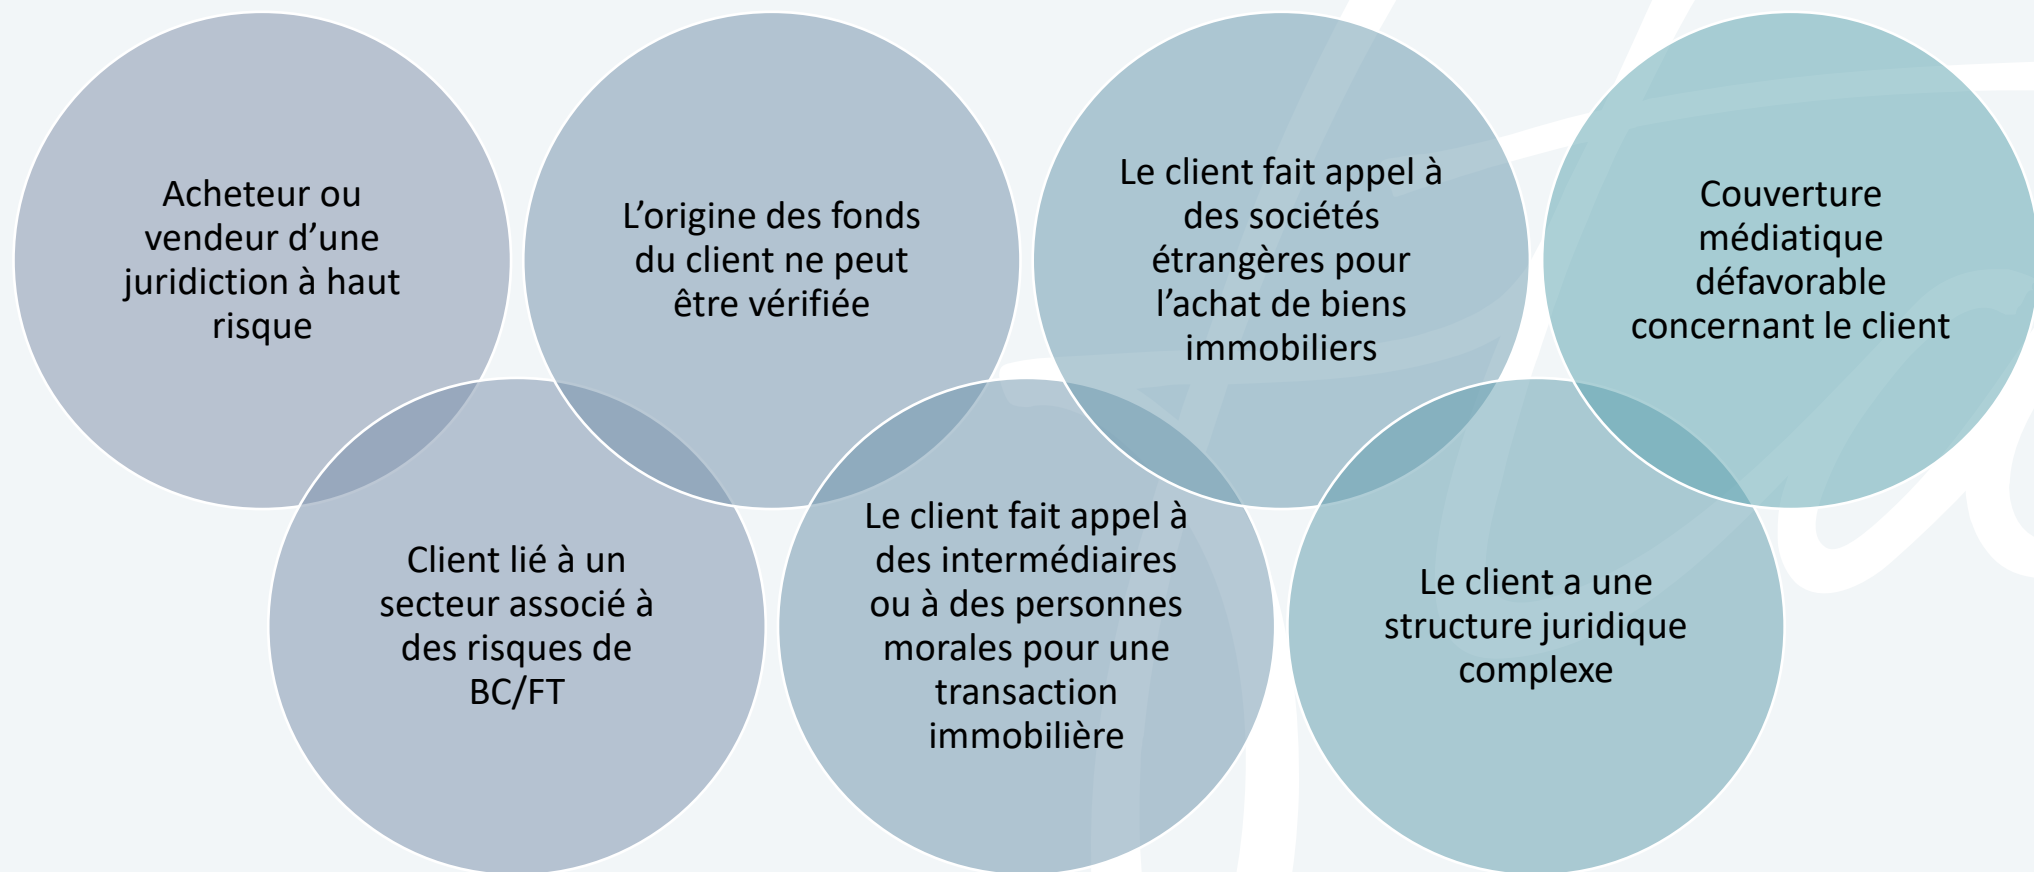 Acheteur ou
vendeur d’une
juridiction à haut
risque
L’origine des fonds
du client ne peut
être vérifiée
Le client fait appel à
des sociétés
étrangères pour
l’achat de biens
immobiliers
Couverture
médiatique
défavorable
concernant le client
Client lié à un
secteur associé à
des risques de
BC/FT
Le client fait appel à
des intermédiaires
ou à des personnes
morales pour une
transaction
immobilière
Le client a une
structure juridique
complexe